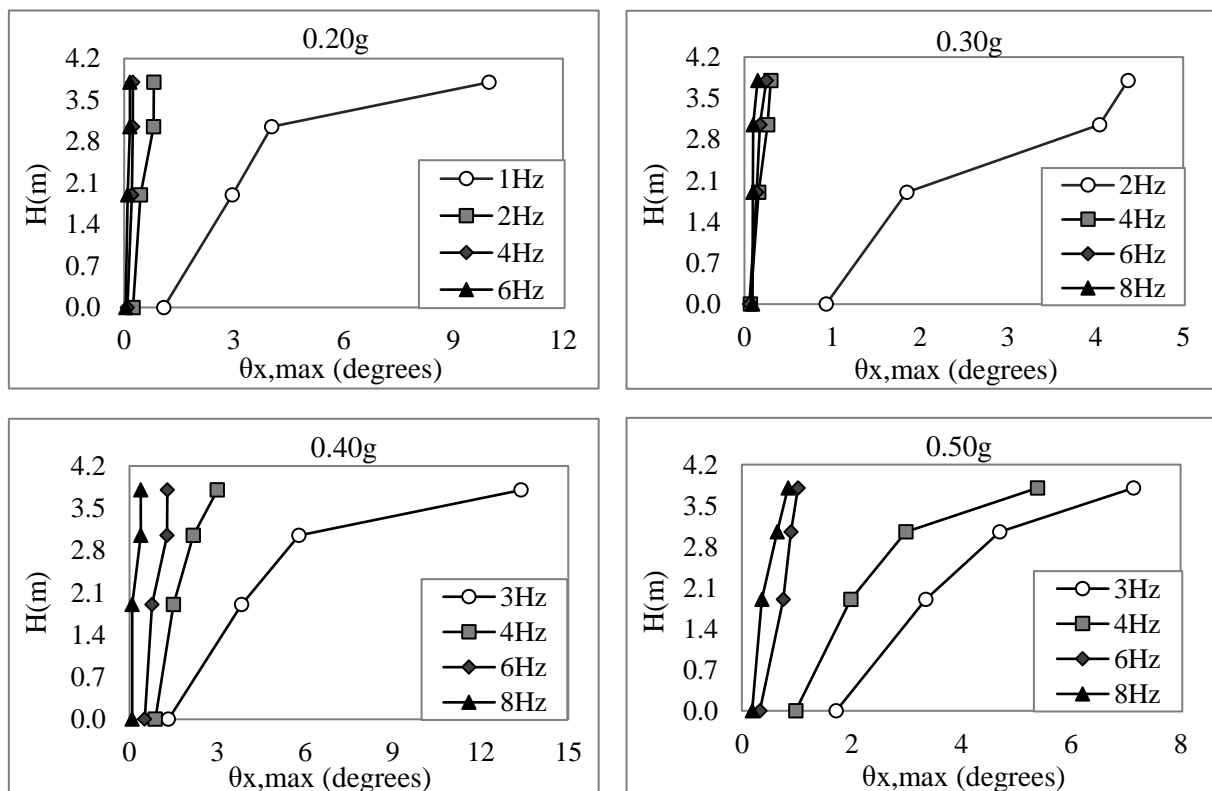 0.20g
4.2
3.5
2.8
2.1
1.4
0.7
0.0
H(m)
1Hz
2Hz
4Hz
6Hz
0 3 6 9 12
θx,max (degrees)
0.30g
4.2
3.5
2.8
2.1
1.4
0.7
0.0
H(m)
2Hz
4Hz
6Hz
8Hz
0 1 2 3 4 5
θx,max (degrees)
0.40g
4.2
3.5
2.8
2.1
1.4
0.7
0.0
H(m)
3Hz
4Hz
6Hz
8Hz
0 3 6 9 12 15
θx,max (degrees)
0.50g
4.2
3.5
2.8
2.1
1.4
0.7
0.0
H(m)
3Hz
4Hz
6Hz
8Hz
0 2 4 6 8
θx,max (degrees)